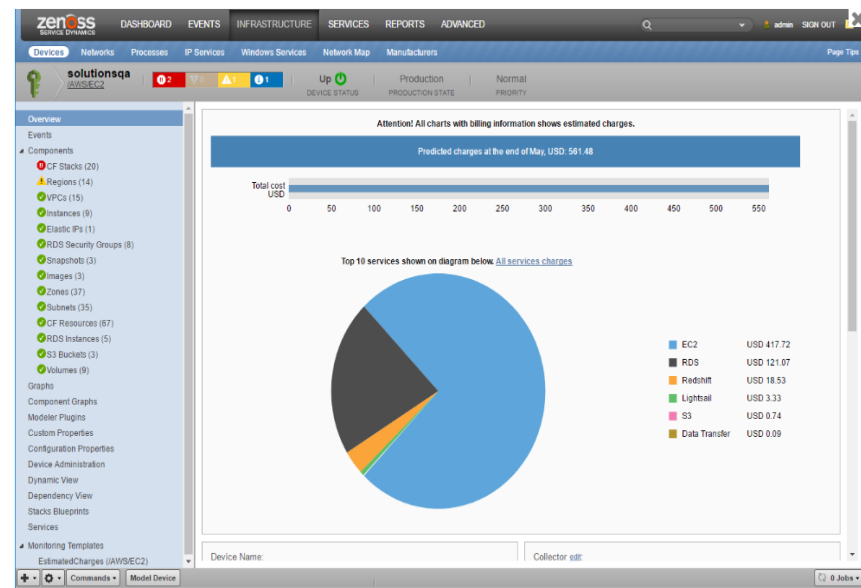 zenoss
SERVICE DYNAMICS
DASHBOARD EVENTS INFRASTRUCTURE SERVICES REPORTS ADVANCED
admin SIGN OUT
Devices Networks Processes IP Services Windows Services Network Map Manufacturers Page Tips
solutionsqa
/AWS/EC2
2 0 1 1
Up
DEVICE STATUS
Production
PRODUCTION STATE
Normal
PRIORITY
Overview
Events
Components
CF Stacks (20)
Regions (14)
VPCs (15)
Instances (9)
Elastic IPs (1)
RDS Security Groups (8)
Snapshots (3)
Images (3)
Zones (37)
Subnets (35)
CF Resources (67)
RDS Instances (5)
S3 Buckets (3)
Volumes (9)
Graphs
Component Graphs
Modeler Plugins
Custom Properties
Configuration Properties
Device Administration
Dynamic View
Dependency View
Stacks Blueprints
Services
Monitoring Templates
EstimatedCharges (/AWS/EC2)
Attention! All charts with billing information shows estimated charges.
Predicted charges at the end of May, USD: 561.48
Total cost
USD
0 50 100 150 200 250 300 350 400 450 500 550
Top 10 services shown on diagram below. All services charges
EC2 USD 417.72
RDS USD 121.07
Redshift USD 18.53
Lightsail USD 3.33
S3 USD 0.74
Data Transfer USD 0.09
Device Name:
Collector edit:
Commands
Model Device
0 Jobs